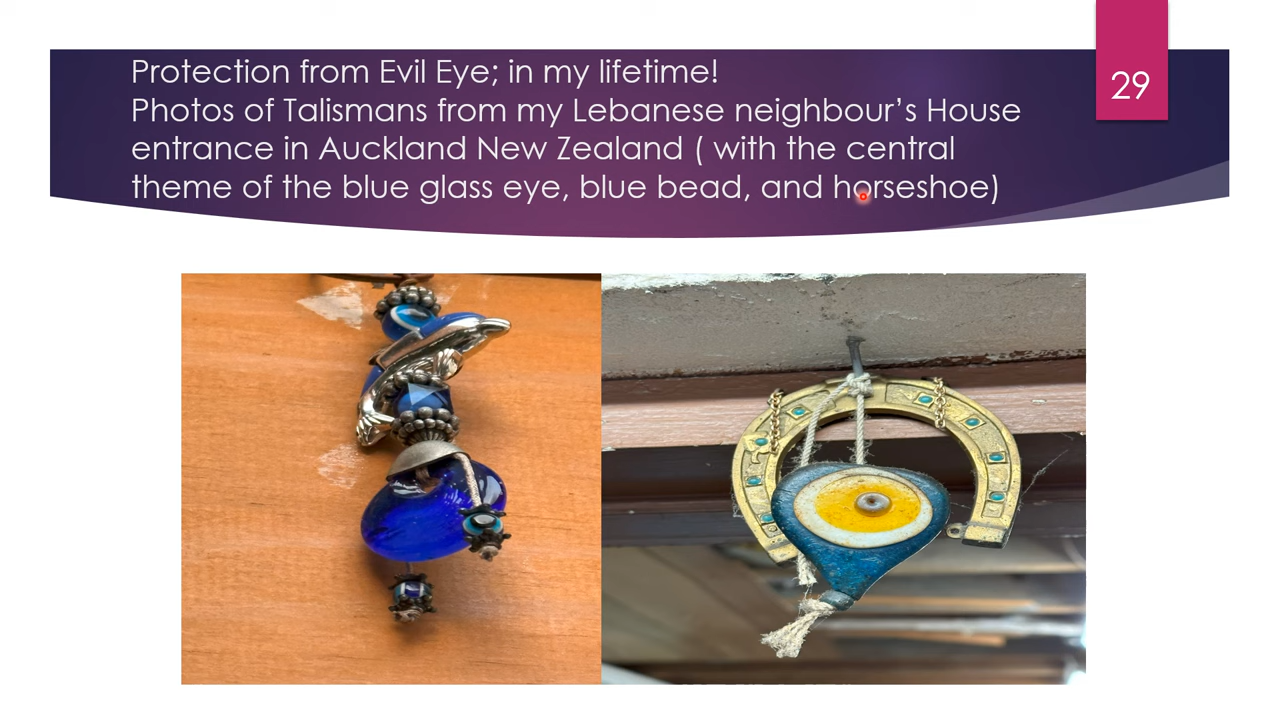 Protection from Evil Eye; in my lifetime!
Photos of Talismans from my Lebanese neighbour’s House
entrance in Auckland New Zealand ( with the central
theme of the blue glass eye, blue bead, and horseshoe)
29